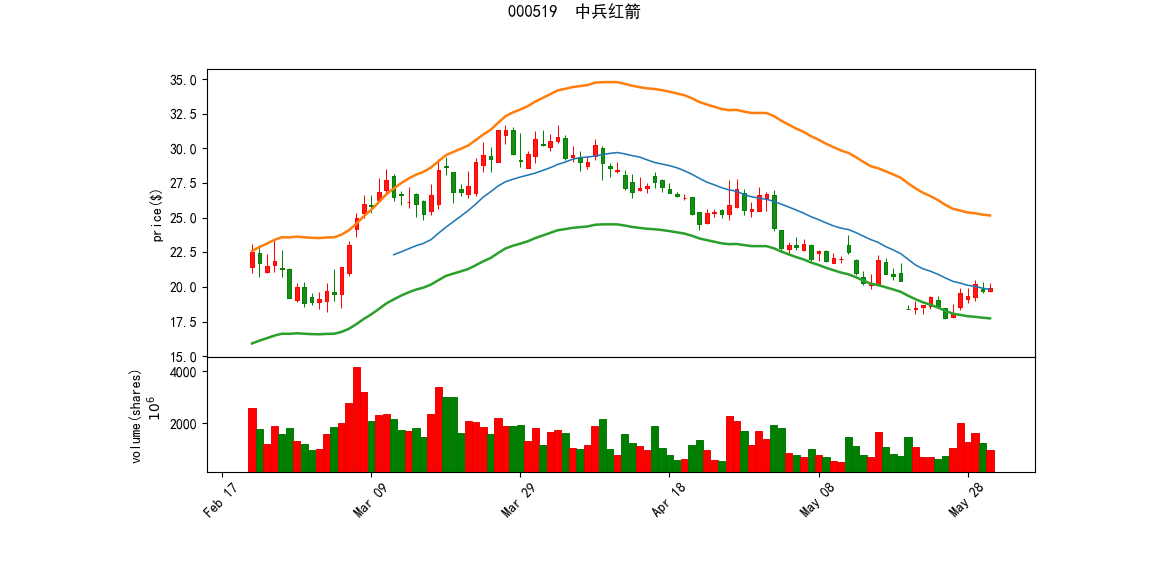 000519 中兵红箭
35.0
32.5
30.0
27.5
25.0
22.5
20.0
17.5
15.0
price($)
4000
2000
volume(shares)
10^6
Feb 17
Mar 09
Mar 29
Apr 18
May 08
May 28